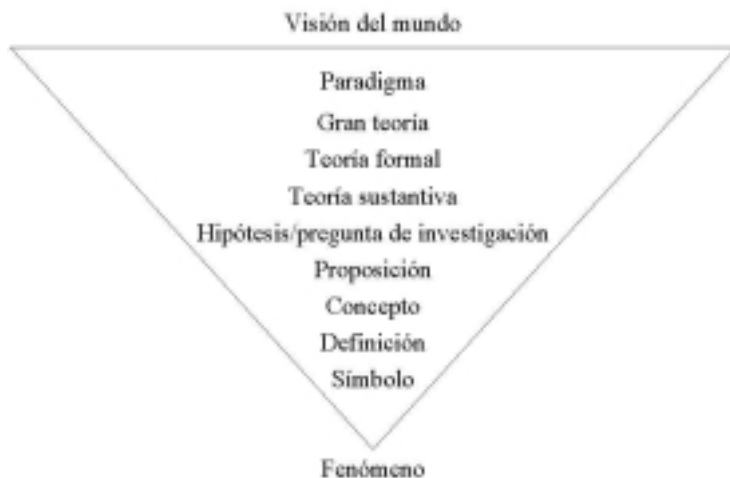 Visión del mundo
Paradigma
Gran teoría
Teoría formal
Teoría sustantiva
Hipótesis/pregunta de investigación
Proposición
Concepto
Definición
Símbolo
Fenómeno